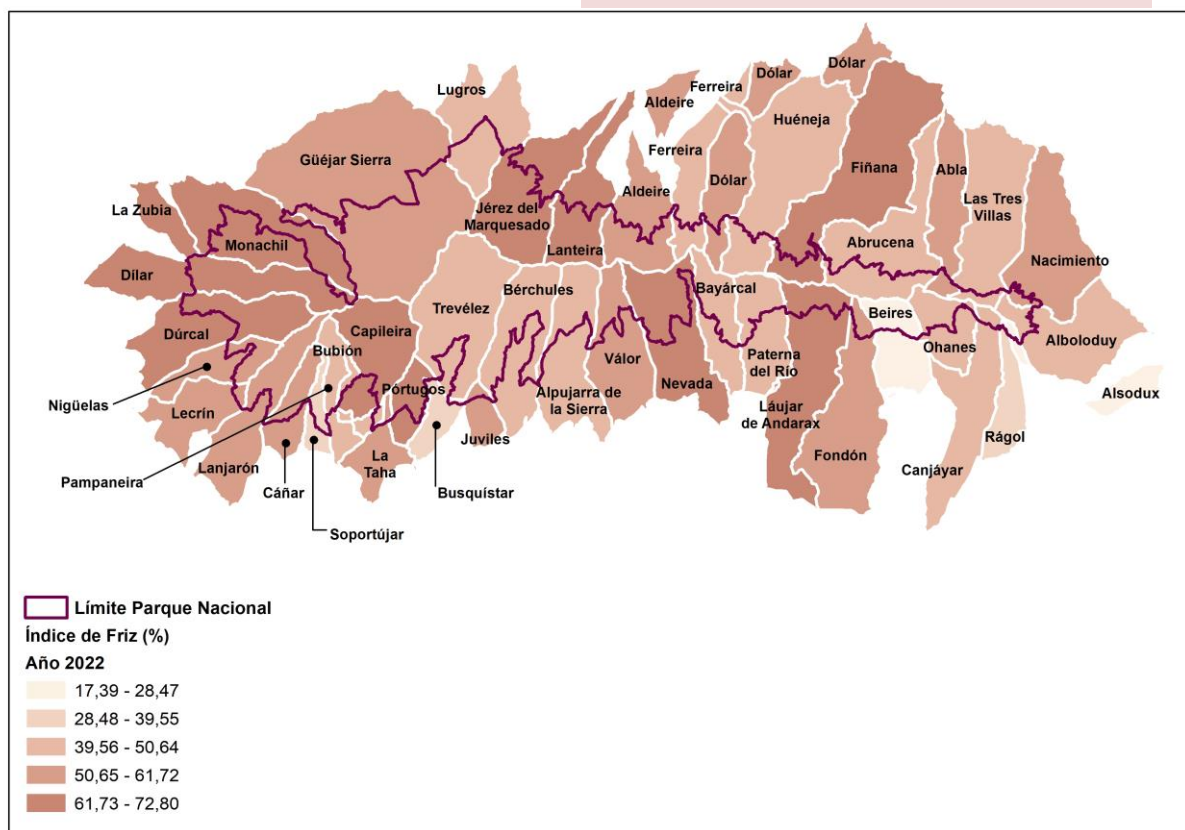 Lugros
Ferreira
Dólar
Dólar
Aldeire
Huéneja
Güéjar Sierra
Ferreira
Fiñana
Abla
Aldeire
Dólar
Las Tres
Villas
La Zubia
Jérez del
Marquesado
Monachil
Lanteira
Abrucena
Dílar
Nacimiento
Trevélez
Bérchules
Bayárcal
Beires
Dúrcal
Capileira
Ohanes
Alboloduy
Bubión
Válor
Paterna
del Río
Nigüelas
Pórtugos
Nevada
Alsodux
Lecrín
Alpujarra de
la Sierra
Láujar
de Andarax
Juviles
Rágol
Lanjarón
La
Taha
Fondón
Canjáyar
Pampaneira
Cáñar
Busquístar
Soportújar
Límite Parque Nacional
Índice de Friz (%)
Año 2022
17,39 - 28,47
28,48 - 39,55
39,56 - 50,64
50,65 - 61,72
61,73 - 72,80